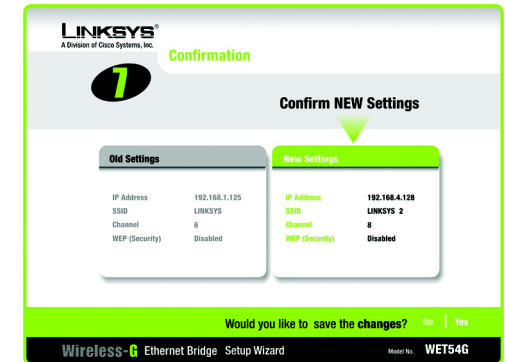 LINKSYS®
A Division of Cisco Systems, Inc.
Confirmation
7
Confirm NEW Settings
Old Settings
IP Address 192.168.1.125
SSID LINKSYS
Channel 6
WEP (Security) Disabled
New Settings
IP Address 192.168.4.128
SSID LINKSYS 2
Channel 8
WEP (Security) Disabled
Would you like to save the changes? No Yes
Wireless-G Ethernet Bridge Setup Wizard Model No. WET54G